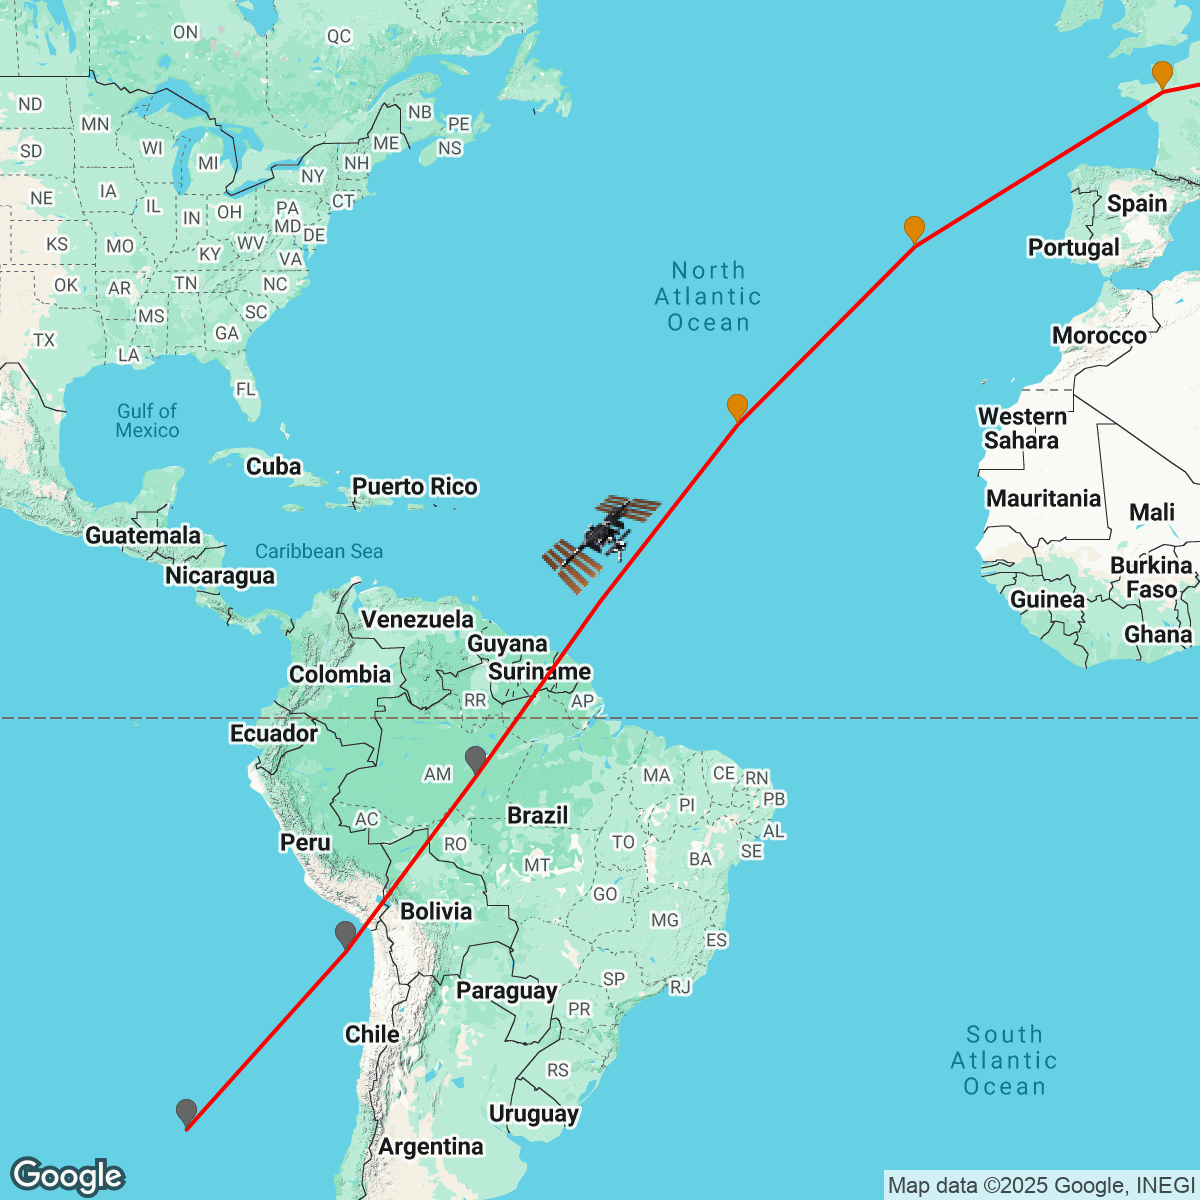 ON
QC
ND
MN
NB
PE
SD
WI
MI
ME
NS
NH
NY
NE
IA
IL
IN
OH
PA
CT
MD
DE
KS
MO
KY
WV
VA
OK
AR
TN
NC
MS
SC
TX
LA
GA
FL
Gulf of
Mexico
Cuba
Puerto Rico
Guatemala
Caribbean Sea
Nicaragua
North
Atlantic
Ocean
Spain
Portugal
Morocco
Western
Sahara
Mauritania
Mali
Burkina
Faso
Guinea
Ghana
Venezuela
Guyana
Suriname
Colombia
RR
AP
Ecuador
AM
MA
CE
RN
PI
PB
AC
Brazil
Peru
RO
TO
AL
SE
MT
BA
GO
Bolivia
MG
ES
SP
RJ
Paraguay
PR
Chile
RS
Uruguay
Argentina
South
Atlantic
Ocean
Google
Map data ©2025 Google, INEGI